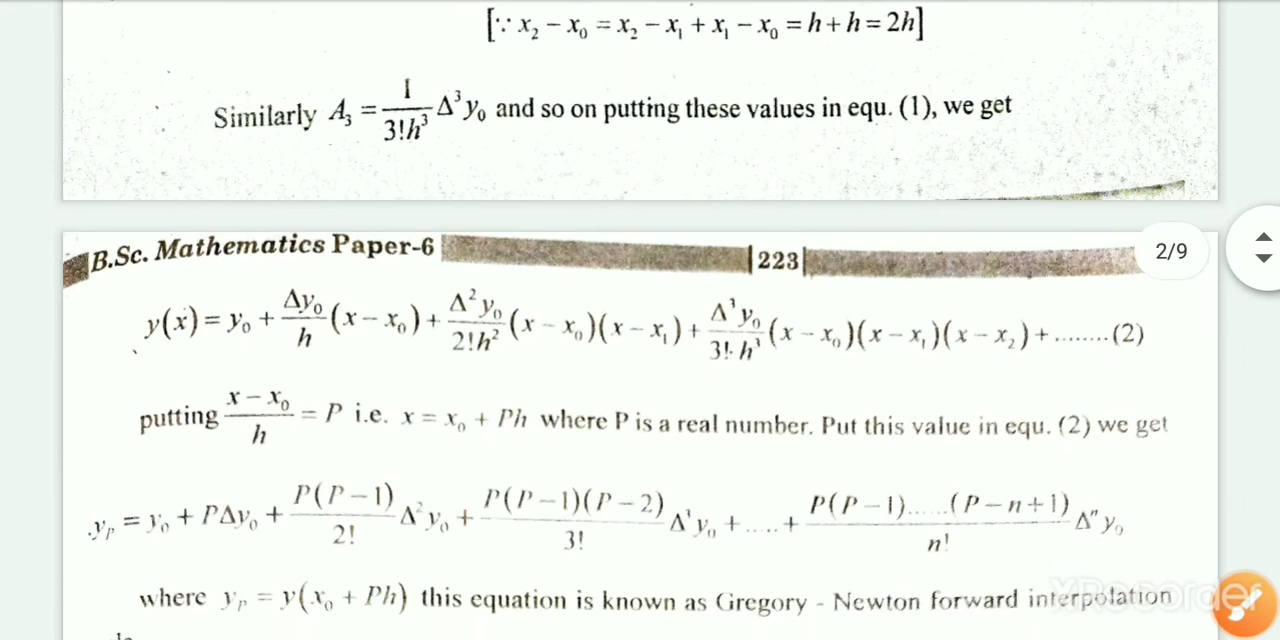 [∵ x₂ − x₀ = x₂ − x₁ + x₁ − x₀ = h + h = 2h]
Similarly A₃ = 1/(3!h³) Δ³y₀ and so on putting these values in equ. (1), we get
B.Sc. Mathematics Paper-6 |223|
2/9
y(x) = y₀ + Δy₀/h (x − x₀) + Δ²y₀/(2!h²) (x − x₀)(x − x₁) + Δ³y₀/(3!·h³) (x − x₀)(x − x₁)(x − x₂) + ........(2)
putting (x − x₀)/h = P i.e. x = x₀ + Ph where P is a real number. Put this value in equ. (2) we get
yₚ = y₀ + PΔy₀ + P(P − 1)/2! Δ²y₀ + P(P − 1)(P − 2)/3! Δ³y₀ + ..... + P(P − 1)......(P − n + 1)/n! Δⁿy₀
where yₚ = y(x₀ + Ph) this equation is known as Gregory - Newton forward interpolation
XRecorder